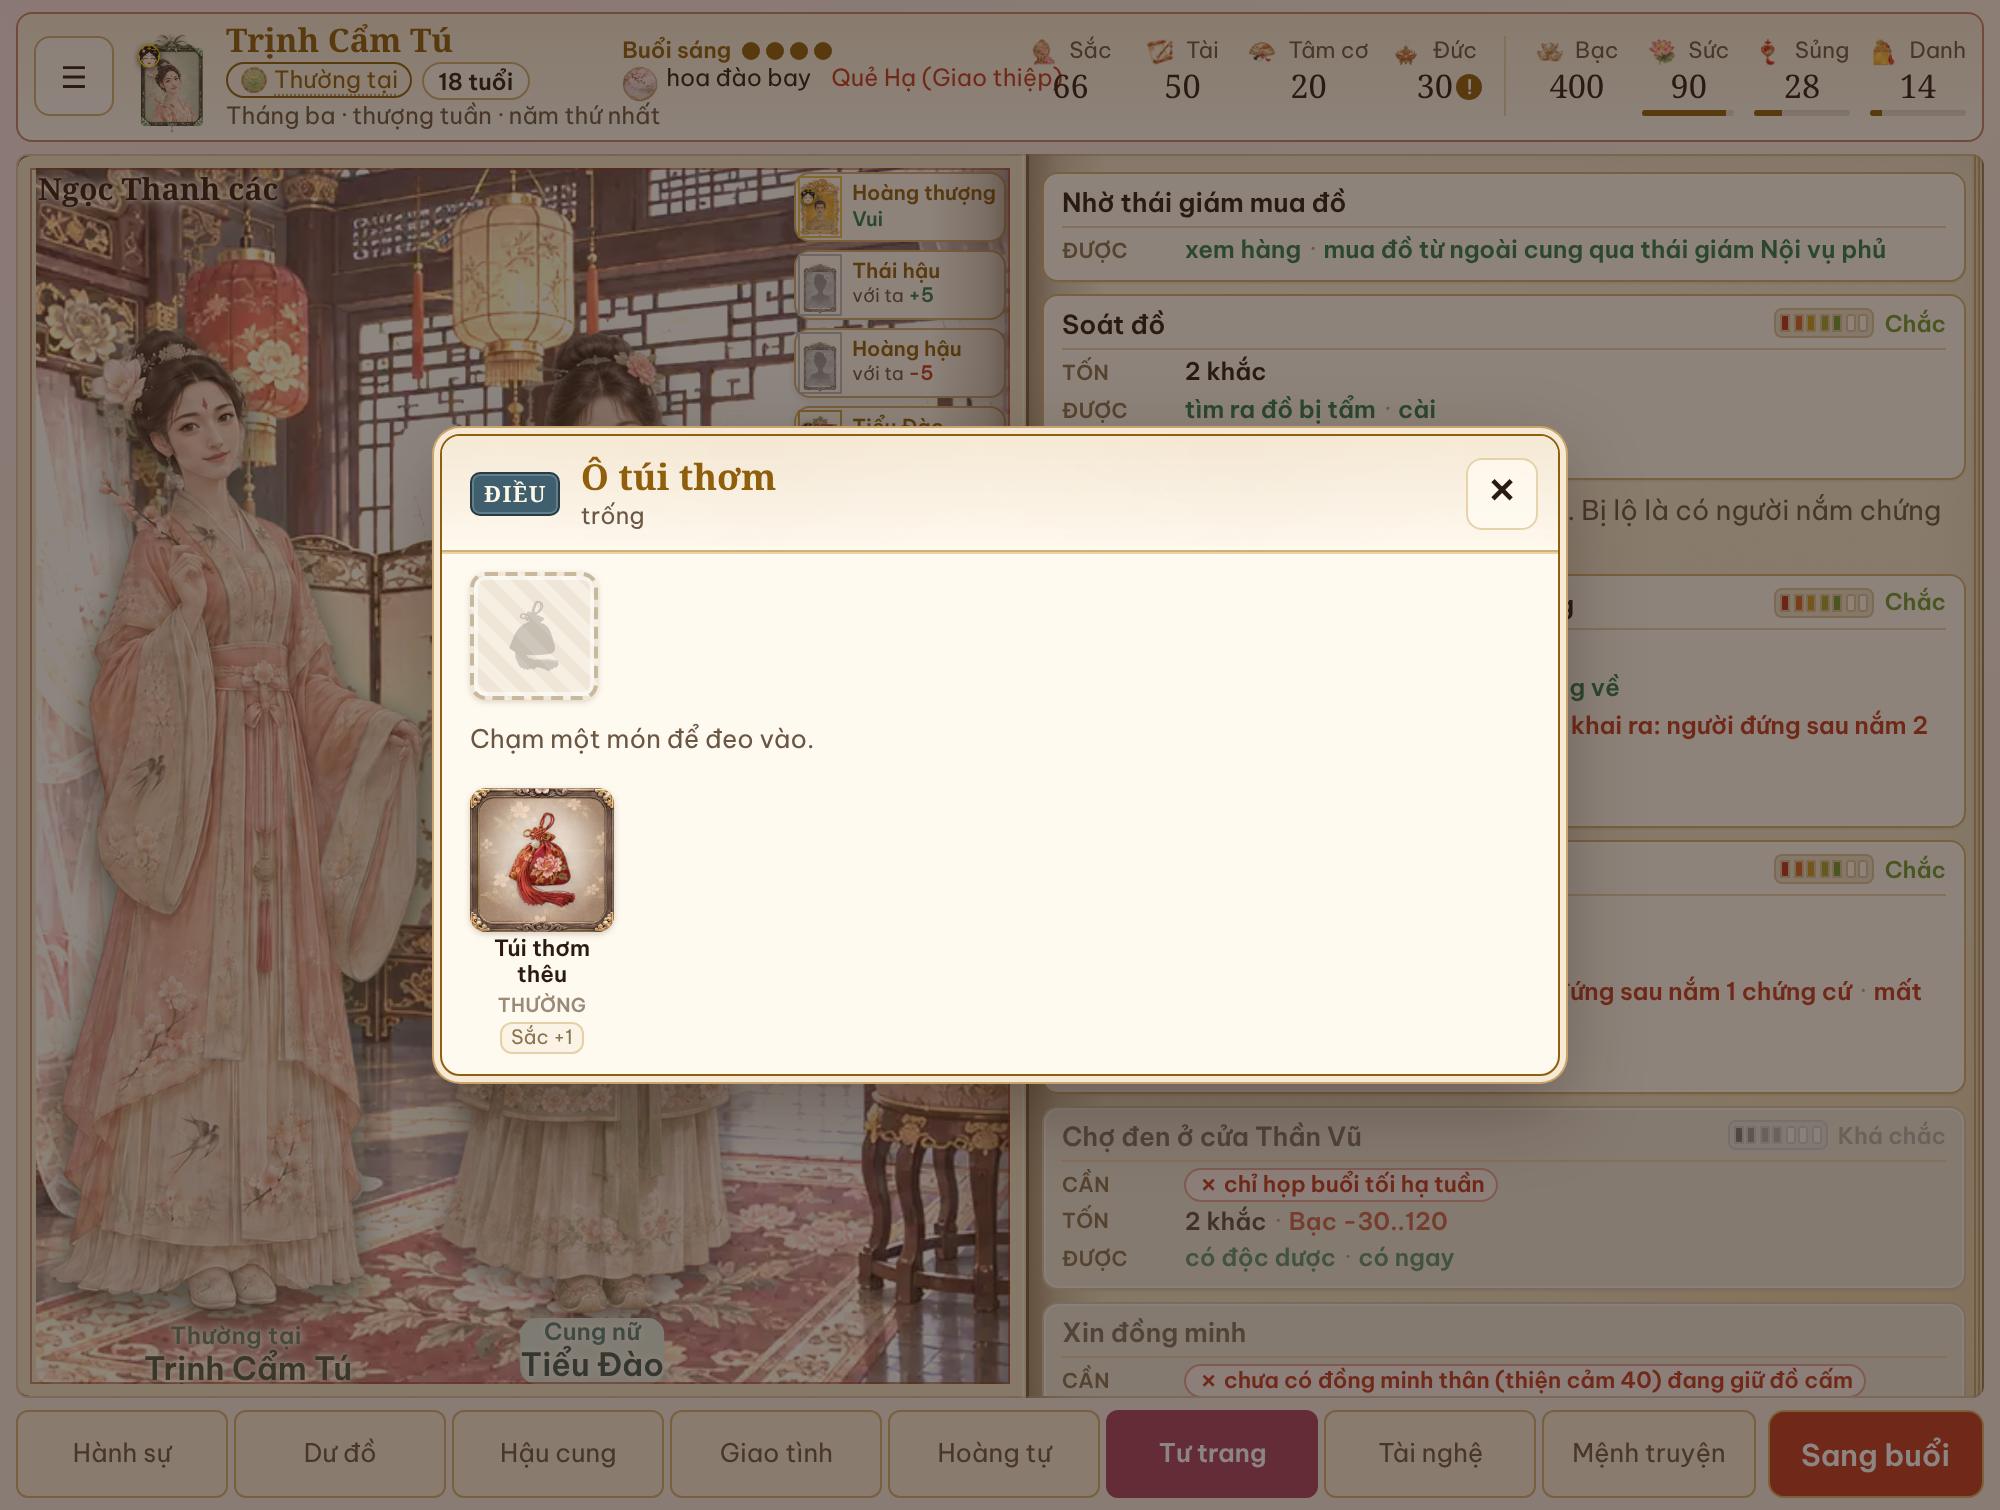 Trịnh Cẩm Tú
Thường tại
18 tuổi
Tháng ba · thượng tuần · năm thứ nhất
Buổi sáng
hoa đào bay
Quẻ Hạ (Giao thiệp)
Sắc
66
Tài
50
Tâm cơ
20
Đức
30
!
Bạc
400
Sức
90
Sủng
28
Danh
14
Ngọc Thanh các
Hoàng thượng
Vui
Thái hậu
với ta +5
Hoàng hậu
với ta -5
Tiểu Đào
Thường tại
Trịnh Cẩm Tú
Cung nữ
Tiểu Đào
Nhờ thái giám mua đồ
ĐƯỢC xem hàng · mua đồ từ ngoài cung qua thái giám Nội vụ phủ
Soát đồ
Chắc
TỐN 2 khắc
ĐƯỢC tìm ra đồ bị tẩm · cài
. Bị lộ là có người nắm chứng
Chắc
g về
khai ra: người đứng sau nắm 2
Chắc
ứng sau nắm 1 chứng cứ · mất
Chợ đen ở cửa Thần Vũ
Khá chắc
CẦN × chỉ họp buổi tối hạ tuần
TỐN 2 khắc · Bạc -30..120
ĐƯỢC có độc dược · có ngay
Xin đồng minh
CẦN × chưa có đồng minh thân (thiện cảm 40) đang giữ đồ cấm
ĐIỀU
Ô túi thơm
trống
×
Chạm một món để đeo vào.
Túi thơm
thêu
THƯỜNG
Sắc +1
Hành sự
Dư đồ
Hậu cung
Giao tình
Hoàng tự
Tư trang
Tài nghệ
Mệnh truyện
Sang buổi